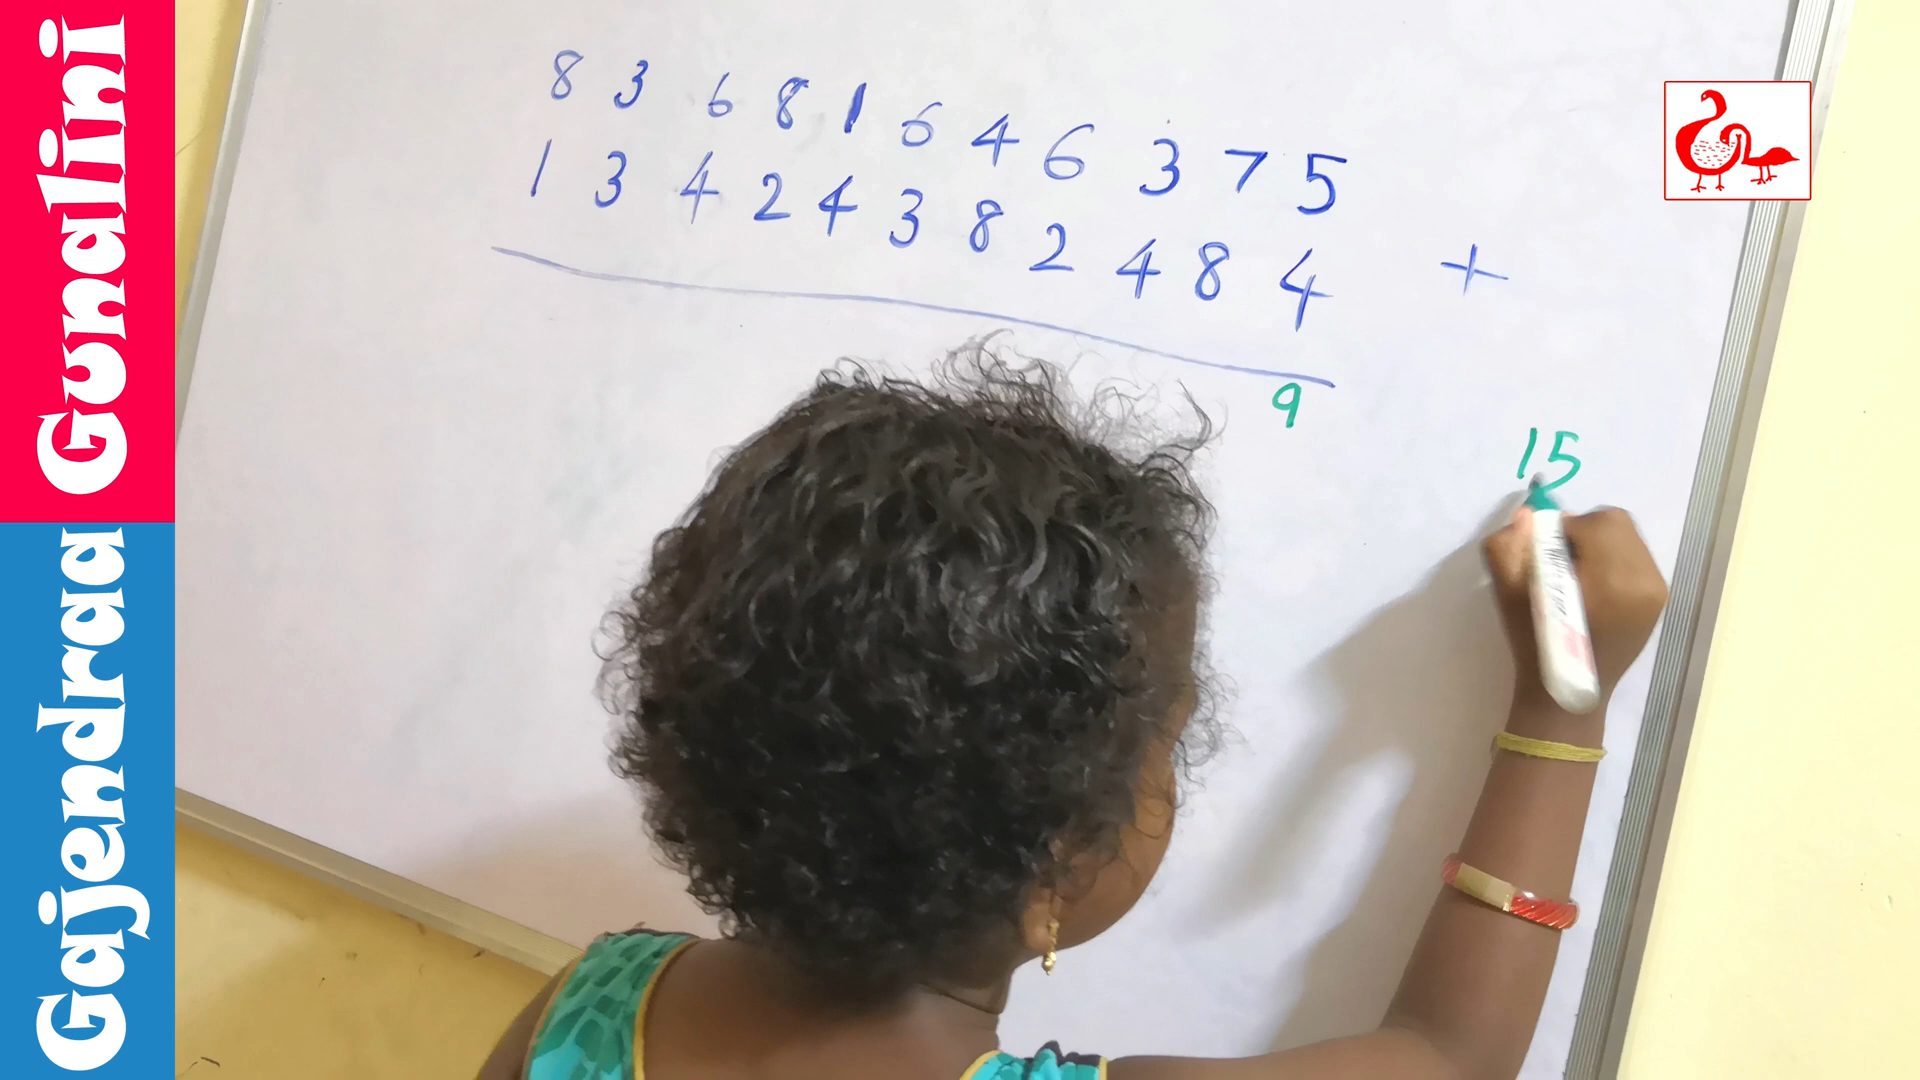 Gajendraa Gunalini
8 3 6 8 1 6 4 6 3 7 5
1 3 4 2 4 3 8 2 4 8 4 +
9
15